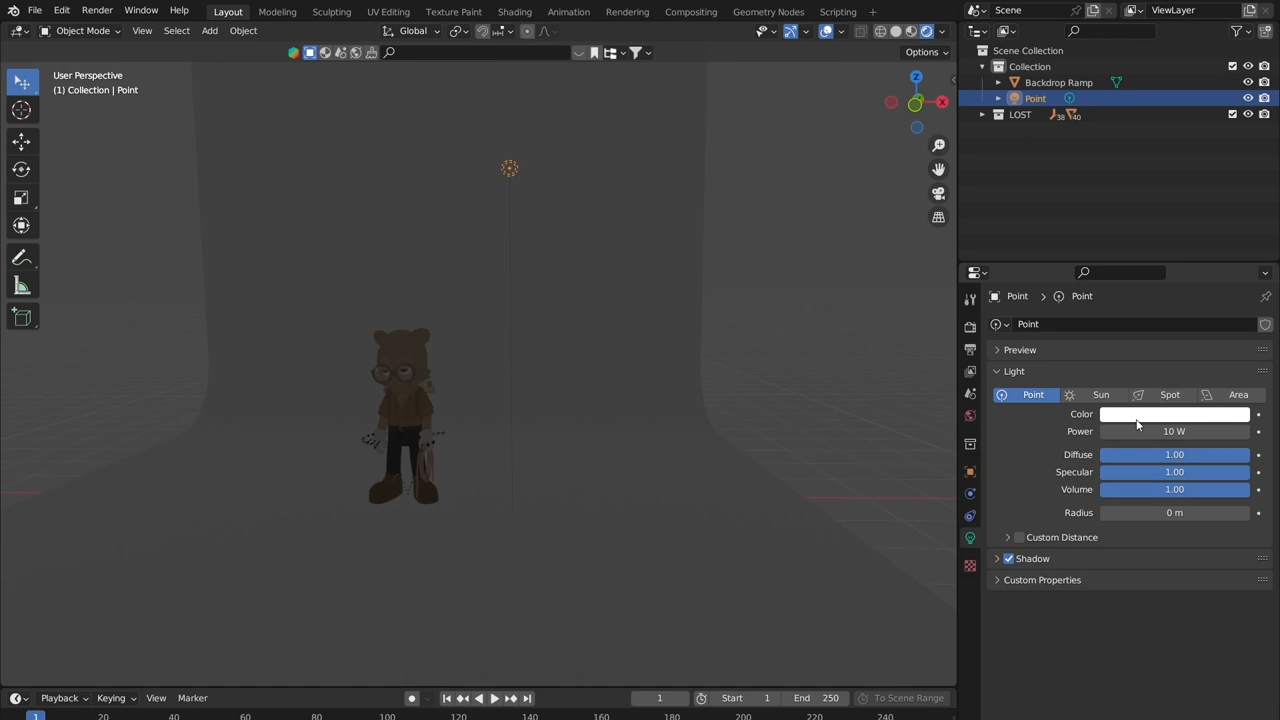 File Edit Render Window Help Layout Modeling Sculpting UV Editing Texture Paint Shading Animation Rendering Compositing Geometry Nodes Scripting + Scene ViewLayer
Object Mode View Select Add Object Global
Options
User Perspective
(1) Collection | Point
Z
X
Scene Collection
Collection
Backdrop Ramp
Point
LOST 38 40
Point > Point
Point
Preview
Light
Point Sun Spot Area
Color
Power 10 W
Diffuse 1.00
Specular 1.00
Volume 1.00
Radius 0 m
Custom Distance
Shadow
Custom Properties
Playback Keying View Marker 1 Start 1 End 250 To Scene Range
1 20 40 60 80 100 120 140 160 180 200 220 240